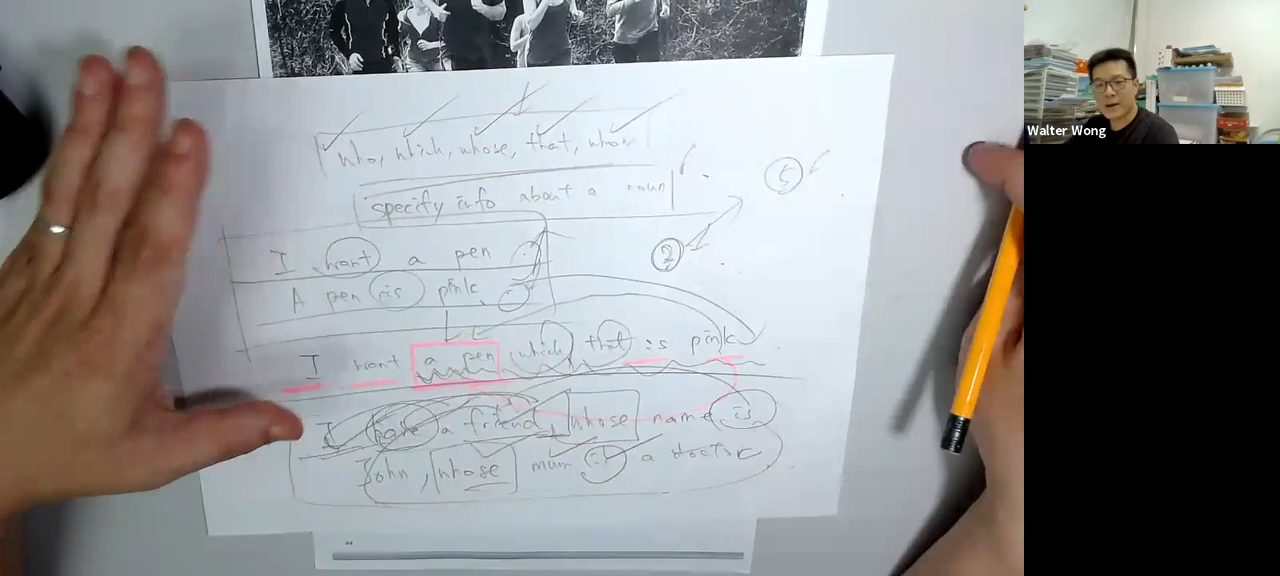 who, which, whose, that, whom
specify info about a noun
5
I want a pen.
2
A pen is pink.
I want a pen which that is pink
I have a friend, whose name is
John, whose mum is a doctor
Walter Wong